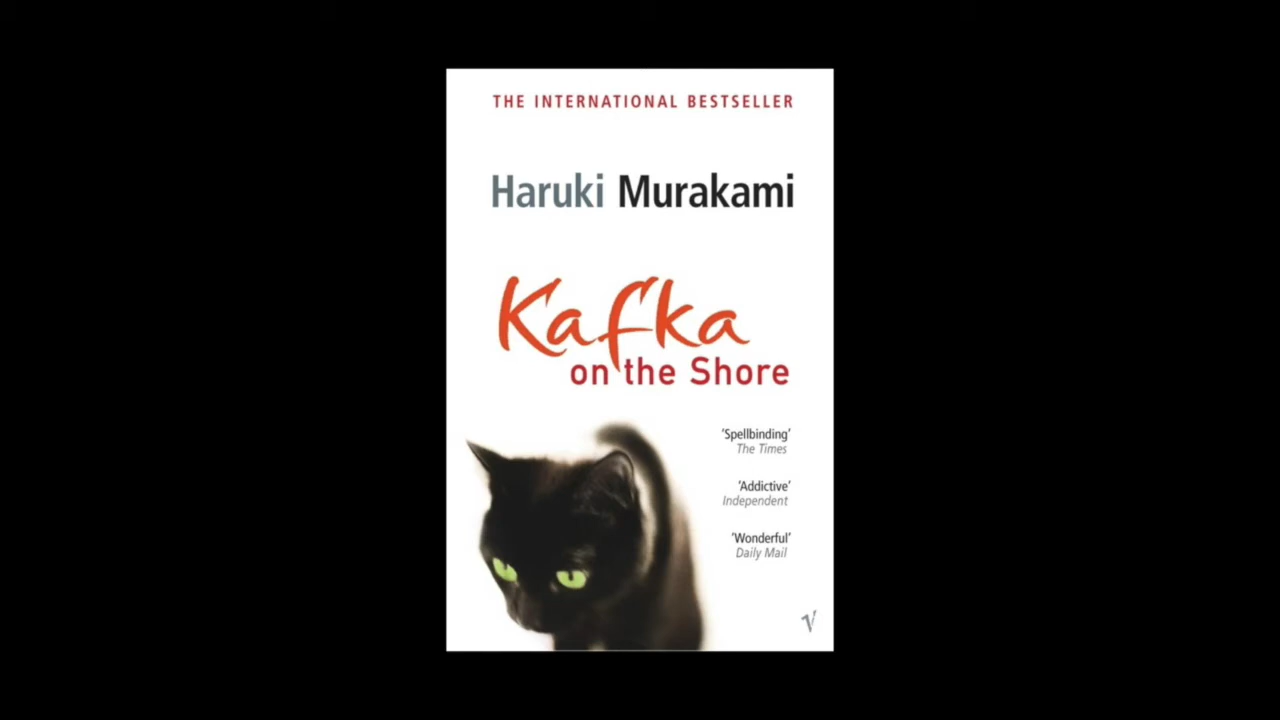 THE INTERNATIONAL BESTSELLER
Haruki Murakami
Kafka
on the Shore
'Spellbinding'
The Times
'Addictive'
Independent
'Wonderful'
Daily Mail
V